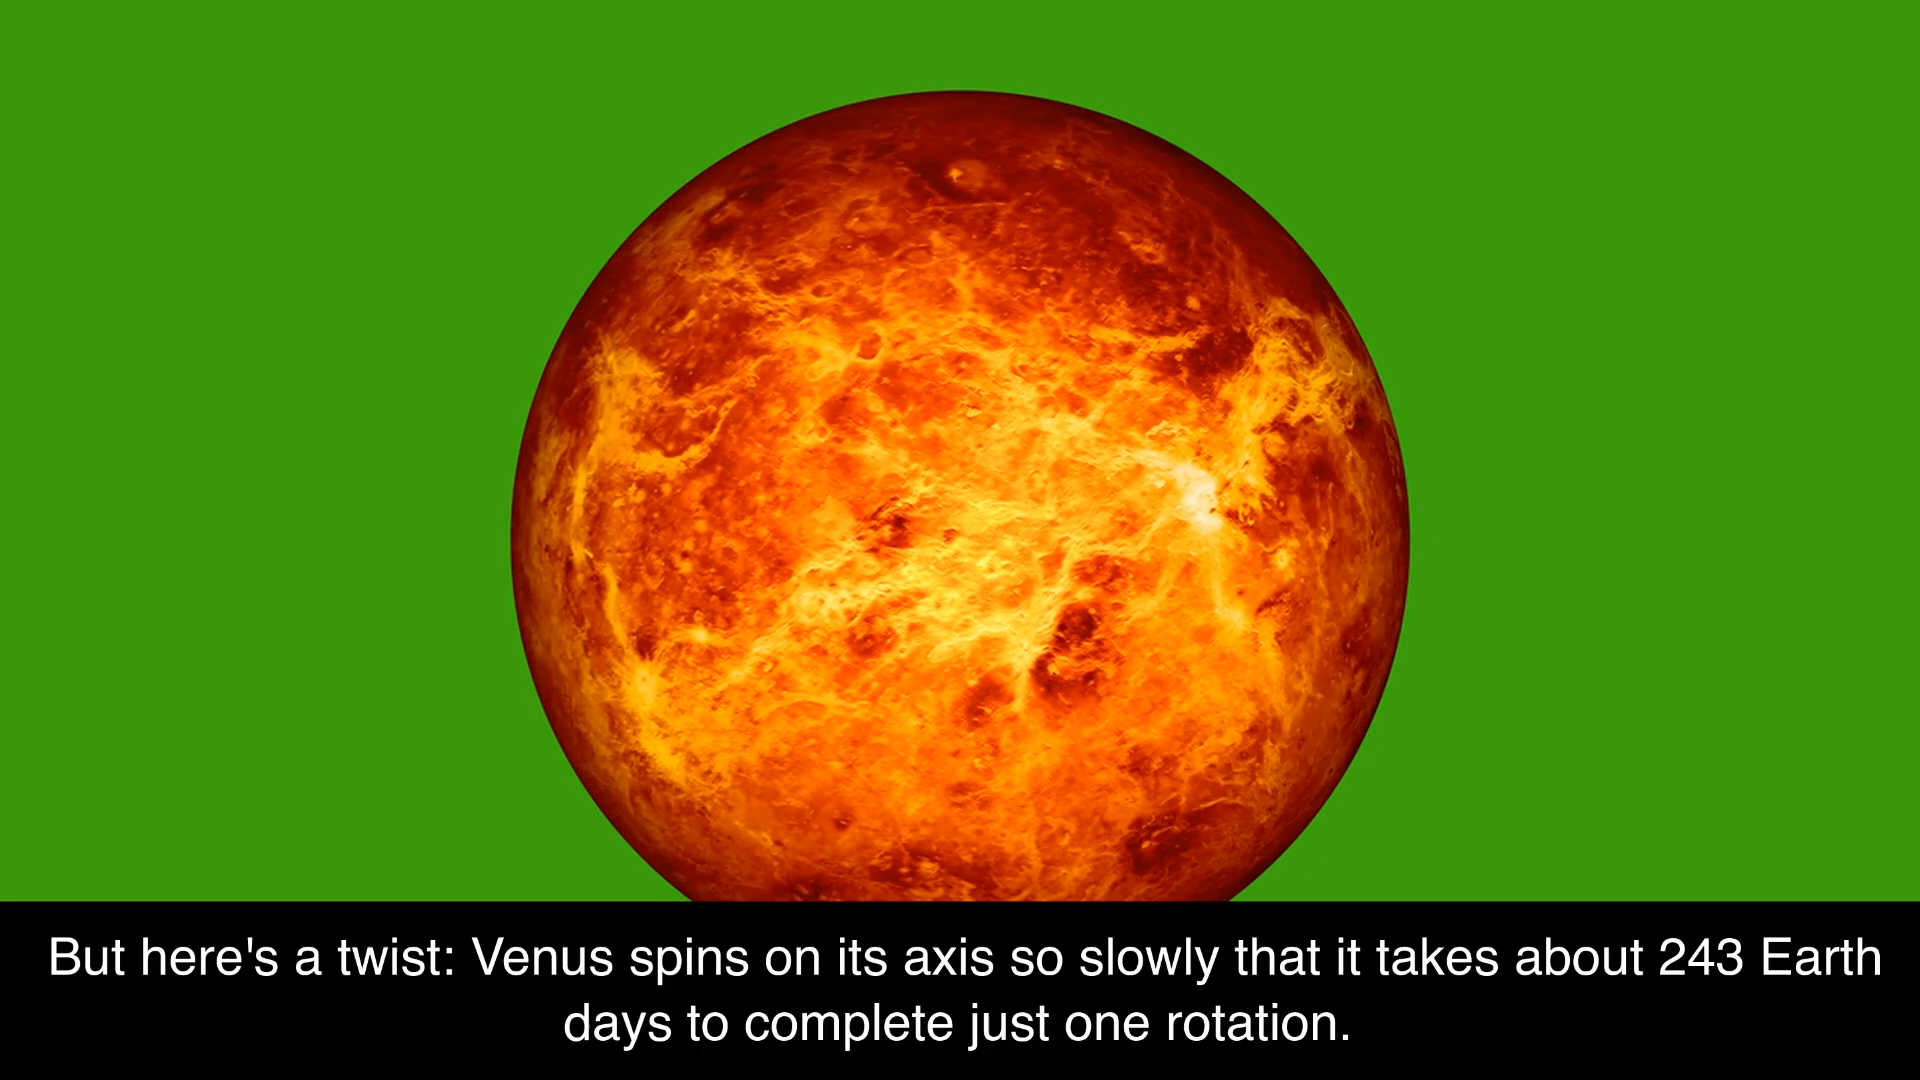 But here's a twist: Venus spins on its axis so slowly that it takes about 243 Earth
days to complete just one rotation.